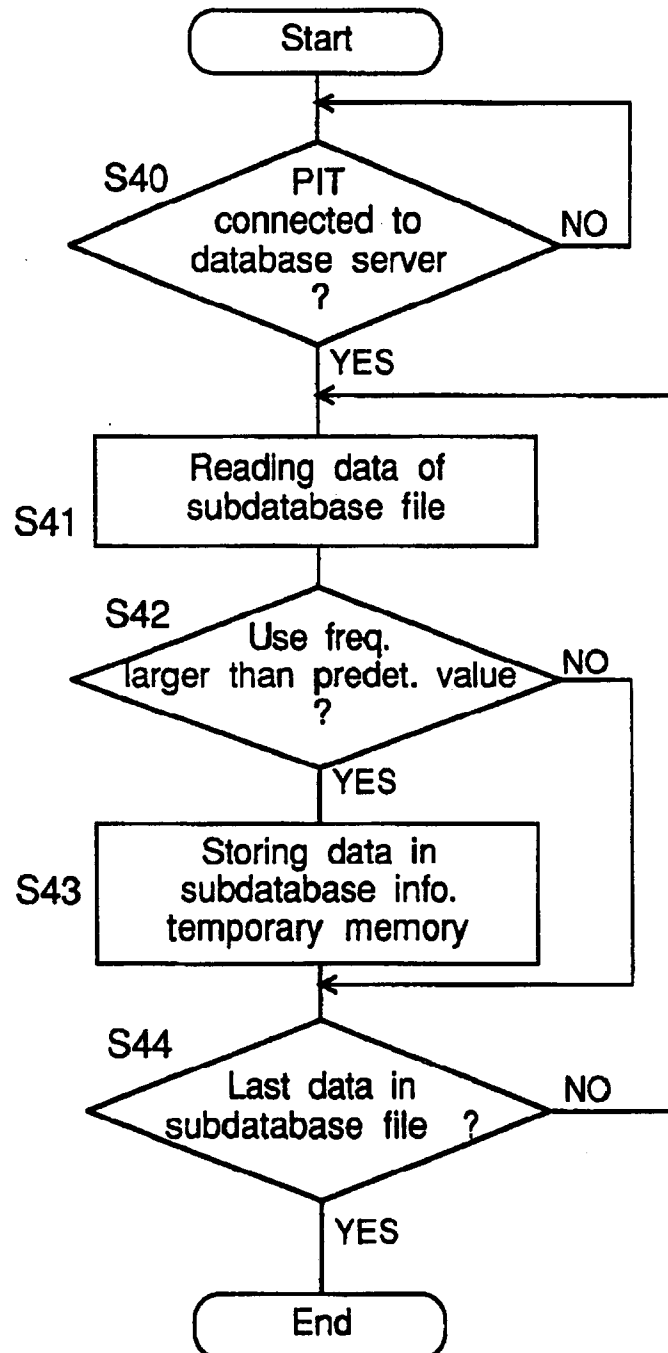 Start
S40
PIT
connected to
database server
?
NO
YES
Reading data of
subdatabase file
S41
S42
Use freq.
larger than predet. value
?
NO
YES
Storing data in
subdatabase info.
temporary memory
S43
S44
Last data in
subdatabase file ?
NO
YES
End